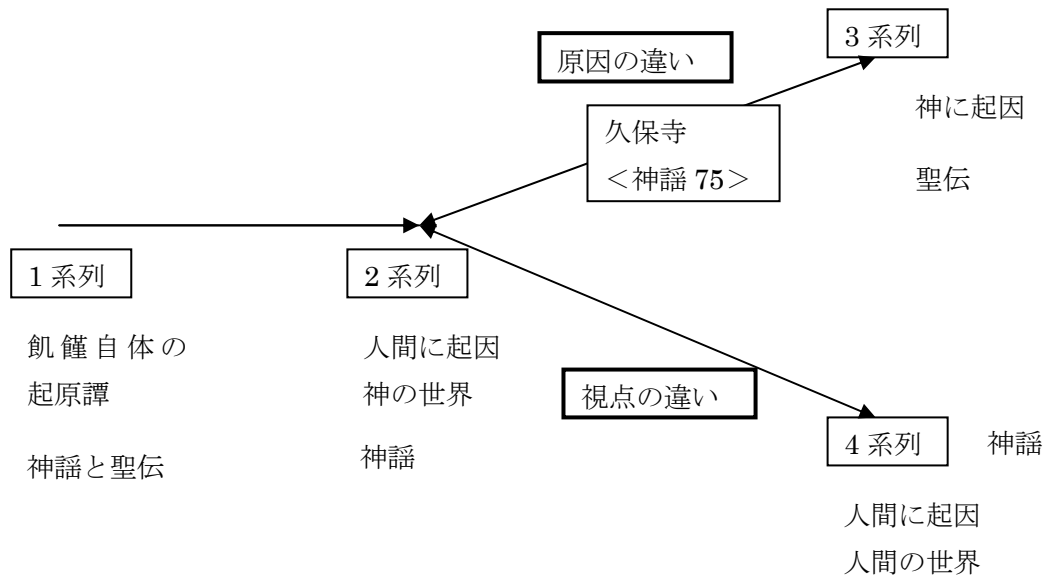 3 系列
原因の違い
神に起因
聖伝
久保寺
＜神謡 75＞
1 系列
2 系列
飢饉自体の
起原譚
神謡と聖伝
人間に起因
神の世界
神謡
視点の違い
4 系列
神謡
人間に起因
人間の世界